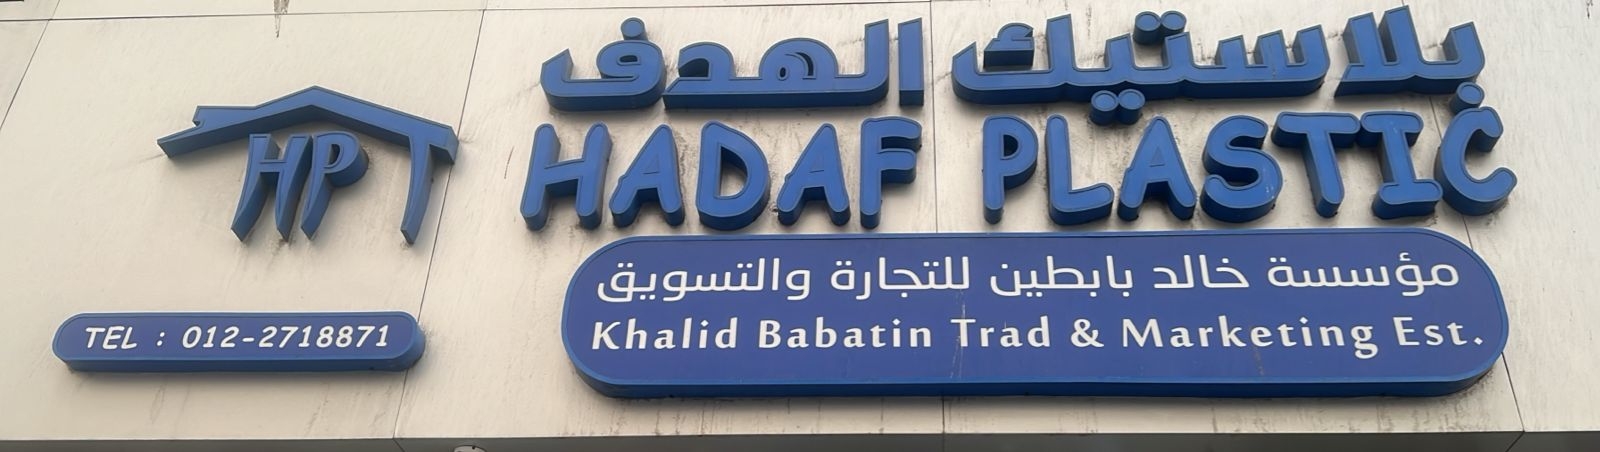 بلاستيك الهدف
HADAF PLASTIC
HP
مؤسسة خالد بابطين للتجارة والتسويق
Khalid Babatin Trad & Marketing Est.
TEL : 012-2718871